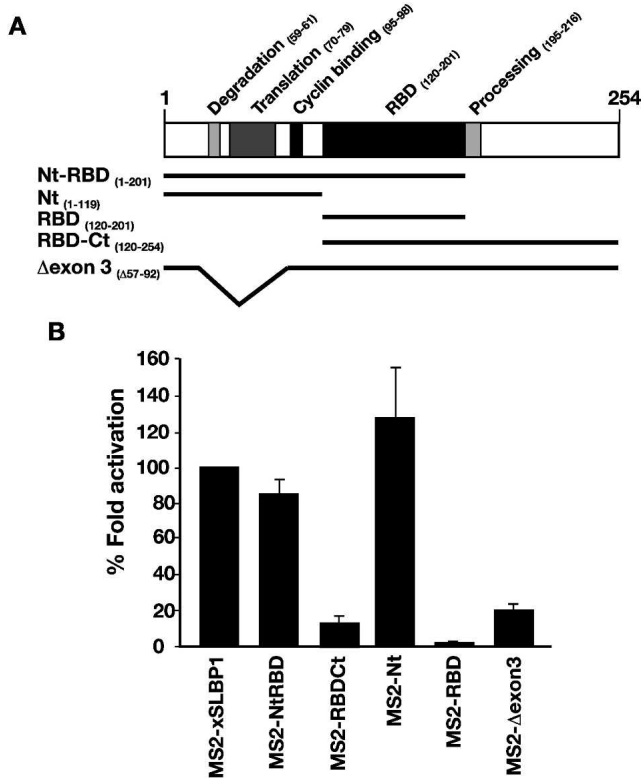 A
Degradation (59-61)
Translation (70-79)
Cyclin binding (95-98)
RBD (120-201)
Processing (195-216)
1
254
Nt-RBD (1-201)
Nt (1-119)
RBD (120-201)
RBD-Ct (120-254)
Δexon 3 (Δ57-92)
B
% Fold activation
160
140
120
100
80
60
40
20
0
MS2-xSLBP1
MS2-NtRBD
MS2-RBDCt
MS2-Nt
MS2-RBD
MS2-Δexon3